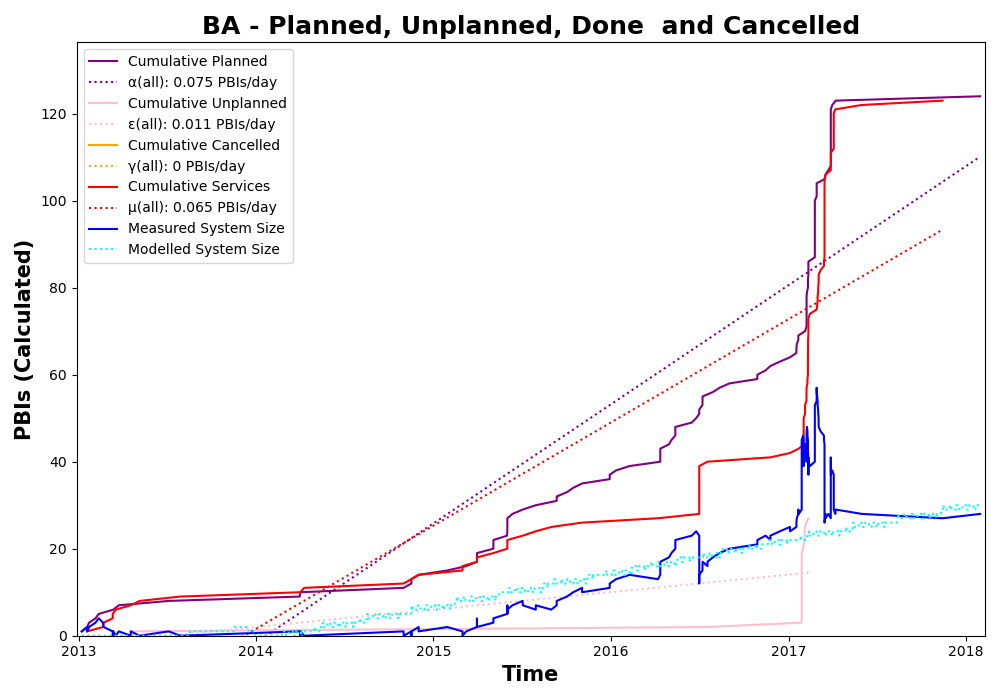 BA - Planned, Unplanned, Done  and Cancelled
Cumulative Planned
α(all): 0.075 PBIs/day
Cumulative Unplanned
ε(all): 0.011 PBIs/day
Cumulative Cancelled
γ(all): 0 PBIs/day
Cumulative Services
μ(all): 0.065 PBIs/day
Measured System Size
Modelled System Size
PBIs (Calculated)
120
100
80
60
40
20
0
2013 2014 2015 2016 2017 2018
Time